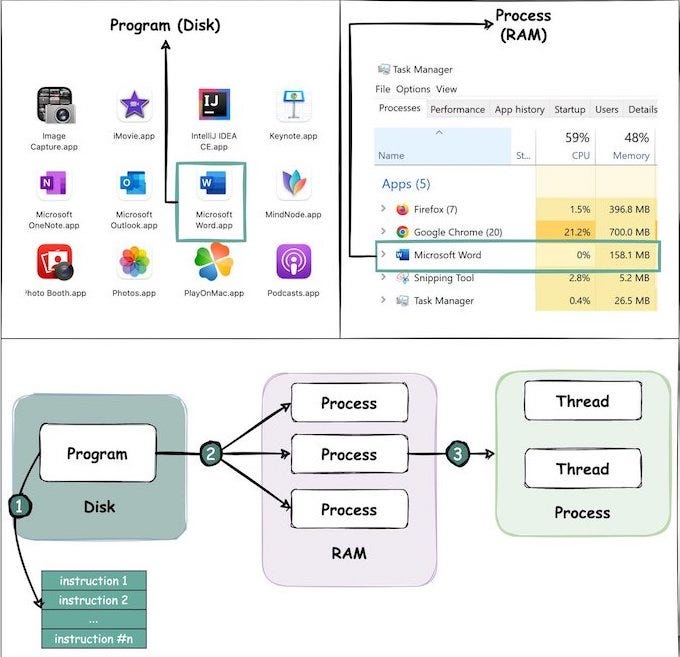 Program (Disk)
Image
Capture.app
iMovie.app
IntelliJ IDEA
CE.app
Keynote.app
Microsoft
OneNote.app
Microsoft
Outlook.app
Microsoft
Word.app
MindNode.app
hoto Booth.app
Photos.app
PlayOnMac.app
Podcasts.app
Process
(RAM)
Task Manager
File Options View
Processes Performance App history Startup Users Details
59% 48%
Name St... CPU Memory
Apps (5)
Firefox (7) 1.5% 396.8 MB
Google Chrome (20) 21.2% 700.0 MB
Microsoft Word 0% 158.1 MB
Snipping Tool 2.8% 5.2 MB
Task Manager 0.4% 26.5 MB
Program
Disk
1
instruction 1
instruction 2
...
instruction #n
2
Process
Process
Process
RAM
3
Thread
Thread
Process